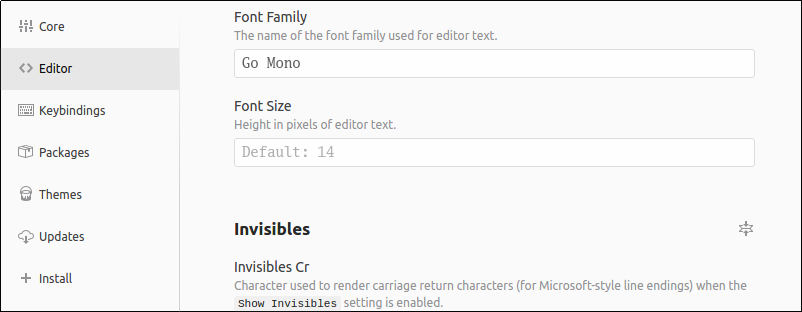 Core
Editor
Keybindings
Packages
Themes
Updates
Install
Font Family
The name of the font family used for editor text.
Go Mono
Font Size
Height in pixels of editor text.
Default: 14
Invisibles
Invisibles Cr
Character used to render carriage return characters (for Microsoft-style line endings) when the
Show Invisibles setting is enabled.